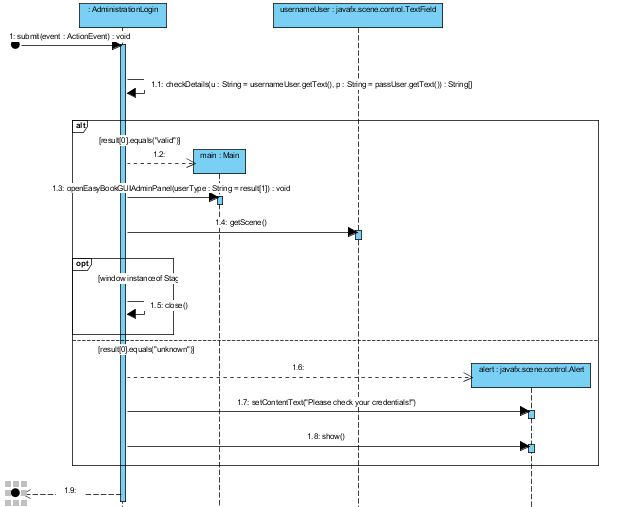 : AdministrationLogin
usernameUser : javafx.scene.control.TextField
1: submit(event : ActionEvent) : void
1.1: checkDetails(u : String = usernameUser.getText(), p : String = passUser.getText()) : String[]
alt
[result[0].equals("valid")]
1.2:
main : Main
1.3: openEasyBookGUIAdminPanel(userType : String = result[1]) : void
1.4: getScene()
opt
[window instanceof Stag
1.5: close()
[result[0].equals("unknown")]
1.6:
alert : javafx.scene.control.Alert
1.7: setContentText("Please check your credentials!")
1.8: show()
1.9: